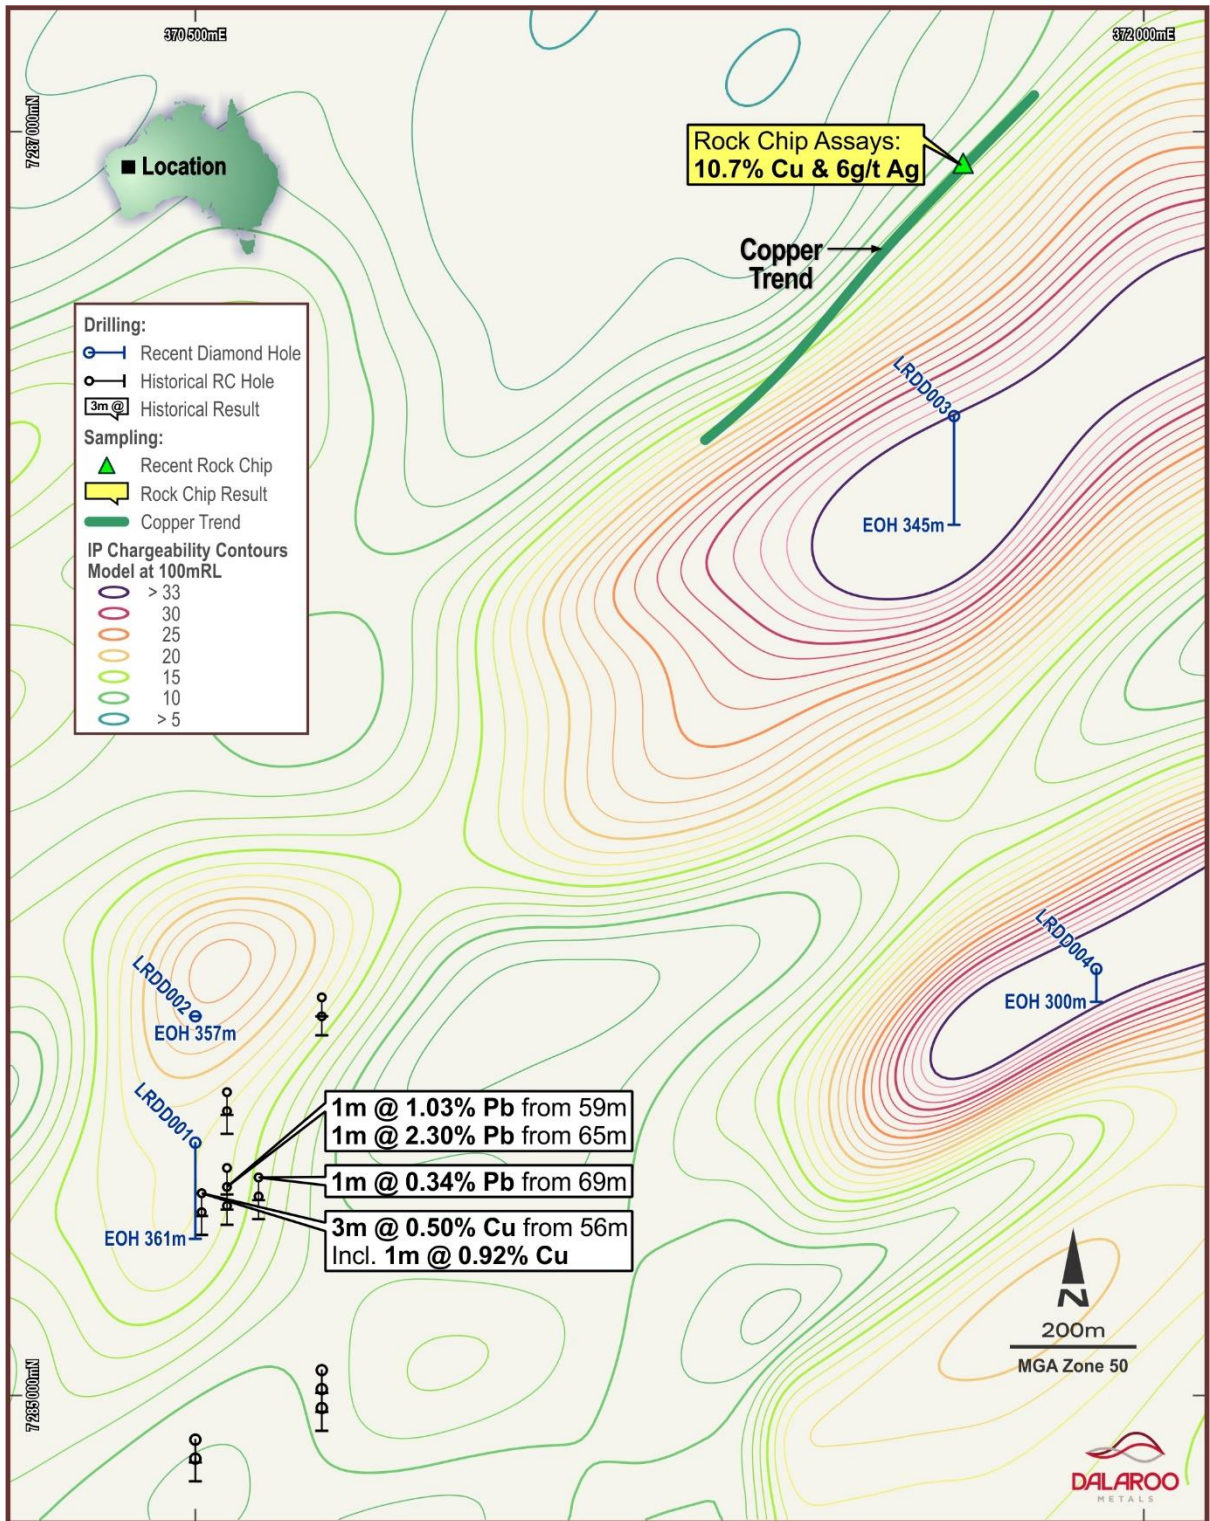 370 500mE
372 000mE
7 287 000mN
Location
Rock Chip Assays:
10.7% Cu & 6g/t Ag
Copper
Trend
Drilling:
Recent Diamond Hole
Historical RC Hole
3m @
Historical Result
Sampling:
Recent Rock Chip
Rock Chip Result
Copper Trend
IP Chargeability Contours
Model at 100mRL
> 33
30
25
20
15
10
> 5
LRDD003
EOH 345m
LRDD004
EOH 300m
LRDD002
EOH 357m
LRDD001
EOH 361m
1m @ 1.03% Pb from 59m
1m @ 2.30% Pb from 65m
1m @ 0.34% Pb from 69m
3m @ 0.50% Cu from 56m
Incl. 1m @ 0.92% Cu
N
200m
MGA Zone 50
7 285 000mN
DALAROO
METALS